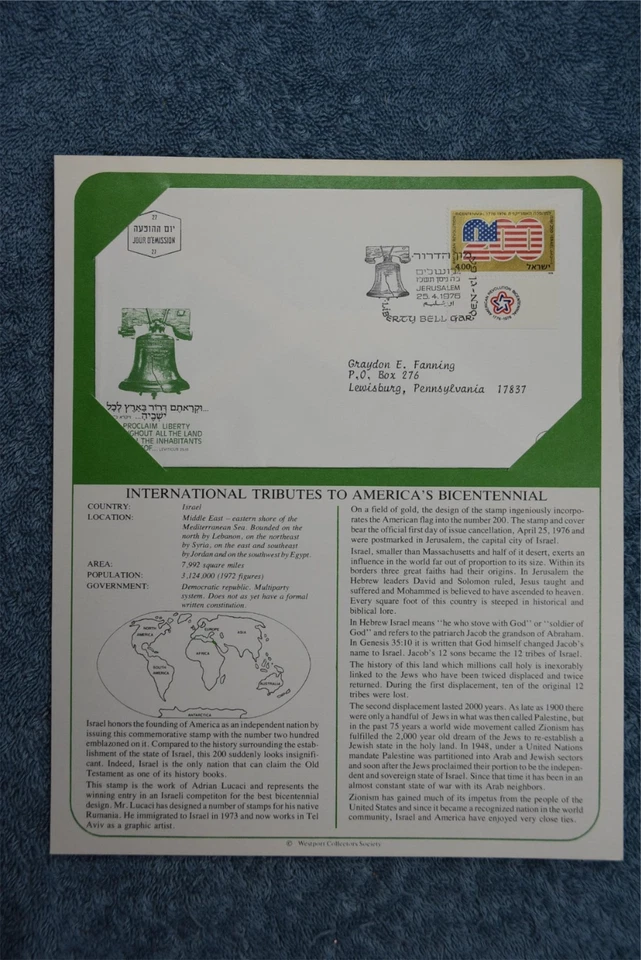 יום ההופעה
JOUR D'EMISSION
BICENTENNIAL 1776-1976
200
4.00
ישראל
AMERICAN REVOLUTION BICENTENNIAL
1776-1976
גן הדרור
ירושלים
כ"ה ניסן תשל"ו
JERUSALEM
25.4.1976
LIBERTY BELL GARDEN
Graydon E. Fanning
P.O. Box 276
Lewisburg, Pennsylvania 17837
וקראתם דרור בארץ לכל...
ישביה...
PROCLAIM LIBERTY
GHOUT ALL THE LAND
THE INHABITANTS
OF...
INTERNATIONAL TRIBUTES TO AMERICA'S BICENTENNIAL
COUNTRY: Israel
LOCATION: Middle East – eastern shore of the
Mediterranean Sea. Bounded on the
north by Lebanon, on the northeast
by Syria, on the east and southeast
by Jordan and on the southwest by Egypt.
AREA: 7,992 square miles
POPULATION: 3,124,000 (1972 figures)
GOVERNMENT: Democratic republic. Multiparty
system. Does not as yet have a formal
written constitution.
NORTH
AMERICA
SOUTH
AMERICA
EUROPE
AFRICA
ASIA
AUSTRALIA
ANTARCTICA
Israel honors the founding of America as an independent nation by
issuing this commemorative stamp with the number two hundred
emblazoned on it. Compared to the history surrounding the estab-
lishment of the state of Israel, this 200 suddenly looks insignifi-
cant. Indeed, Israel is the only nation that can claim the Old
Testament as one of its history books.
This stamp is the work of Adrian Lucaci and represents the
winning entry in an Israeli competiton for the best bicentennial
design. Mr. Lucaci has designed a number of stamps for his native
Rumania. He immigrated to Israel in 1973 and now works in Tel
Aviv as a graphic artist.
On a field of gold, the design of the stamp ingeniously incorpo-
rates the American flag into the number 200. The stamp and cover
bear the official first day of issue cancellation, April 25, 1976 and
were postmarked in Jerusalem, the capital city of Israel.
Israel, smaller than Massachusetts and half of it desert, exerts an
influence in the world far out of proportion to its size. Within its
borders three great faiths had their origins. In Jerusalem the
Hebrew leaders David and Solomon ruled, Jesus taught and
suffered and Mohammed is believed to have ascended to heaven.
Every square foot of this country is steeped in historical and
biblical lore.
In Hebrew Israel means "he who stove with God" or "soldier of
God" and refers to the patriarch Jacob the grandson of Abraham.
In Genesis 35:10 it is written that God himself changed Jacob's
name to Israel. Jacob's 12 sons became the 12 tribes of Israel.
The history of this land which millions call holy is inexorably
linked to the Jews who have been twiced displaced and twice
returned. During the first displacement, ten of the original 12
tribes were lost.
The second displacement lasted 2000 years. As late as 1900 there
were only a handful of Jews in what was then called Palestine, but
in the past 75 years a world wide movement called Zionism has
fulfilled the 2,000 year old dream of the Jews to re-establish a
Jewish state in the holy land. In 1948, under a United Nations
mandate Palestine was partitioned into Arab and Jewish sectors
and soon after the Jews proclaimed their portion to be the indepen-
dent and sovereign state of Israel. Since that time it has been in an
almost constant state of war with its Arab neighbors.
Zionism has gained much of its impetus from the people of the
United States and since it became a recognized nation in the world
community, Israel and America have enjoyed very close ties.
© Westport Collectors Society